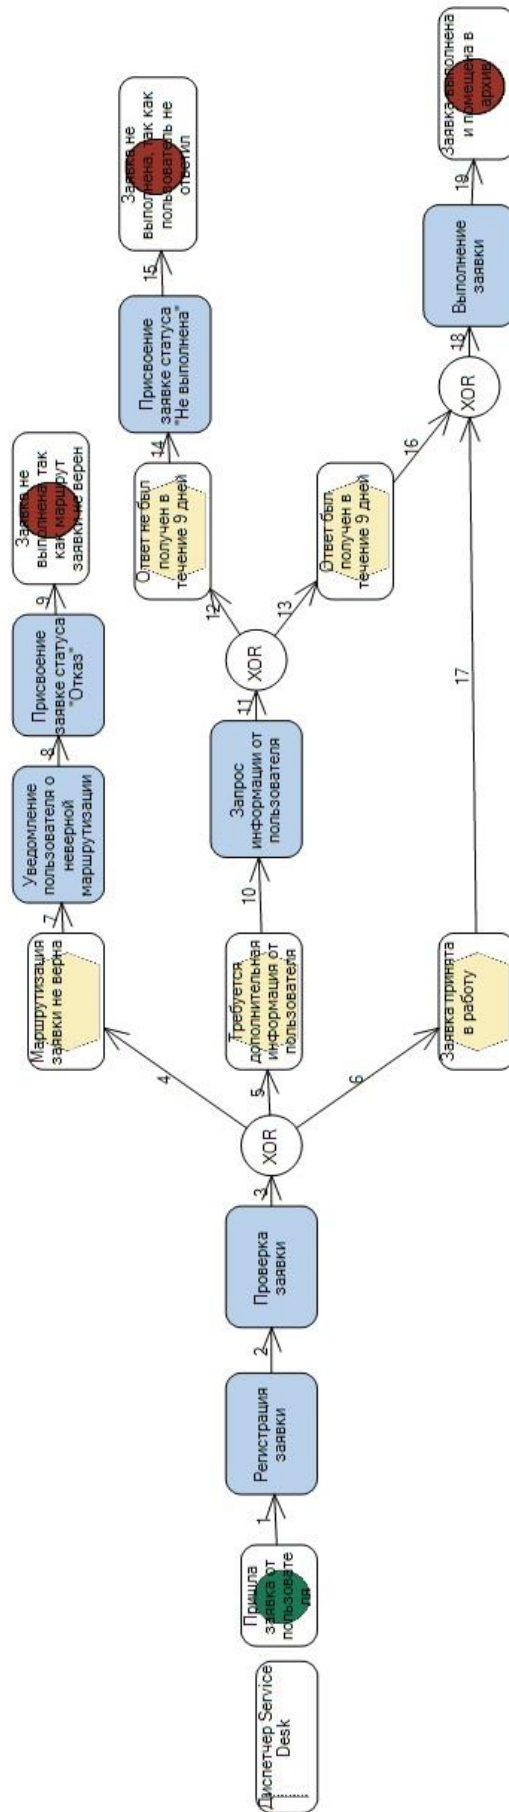 Диспетчер Service
Desk
Пришла
заявка от
пользовате
ля
1
Регистрация
заявки
2
Проверка
заявки
3
XOR
4
5
6
Маршрутизация
заявки не верна
7
Уведомление
пользователя о
неверной
маршрутизации
8
Присвоение
заявке статуса
"Отказ"
9
Заявка не
выполнена, так
как маршрут
заявки не верен
Требуется
дополнительная
информация от
пользователя
10
Запрос
информации от
пользователя
11
XOR
12
13
Ответ не был
получен в
течение 9 дней
14
Присвоение
заявке статуса
"Не выполнена"
15
Заявка не
выполнена, так как
пользователь не
ответил
Ответ был
получен в
течение 9 дней
16
Заявка принята
в работу
17
XOR
18
Выполнение
заявки
19
Заявка выполнена
и помещена в
архив